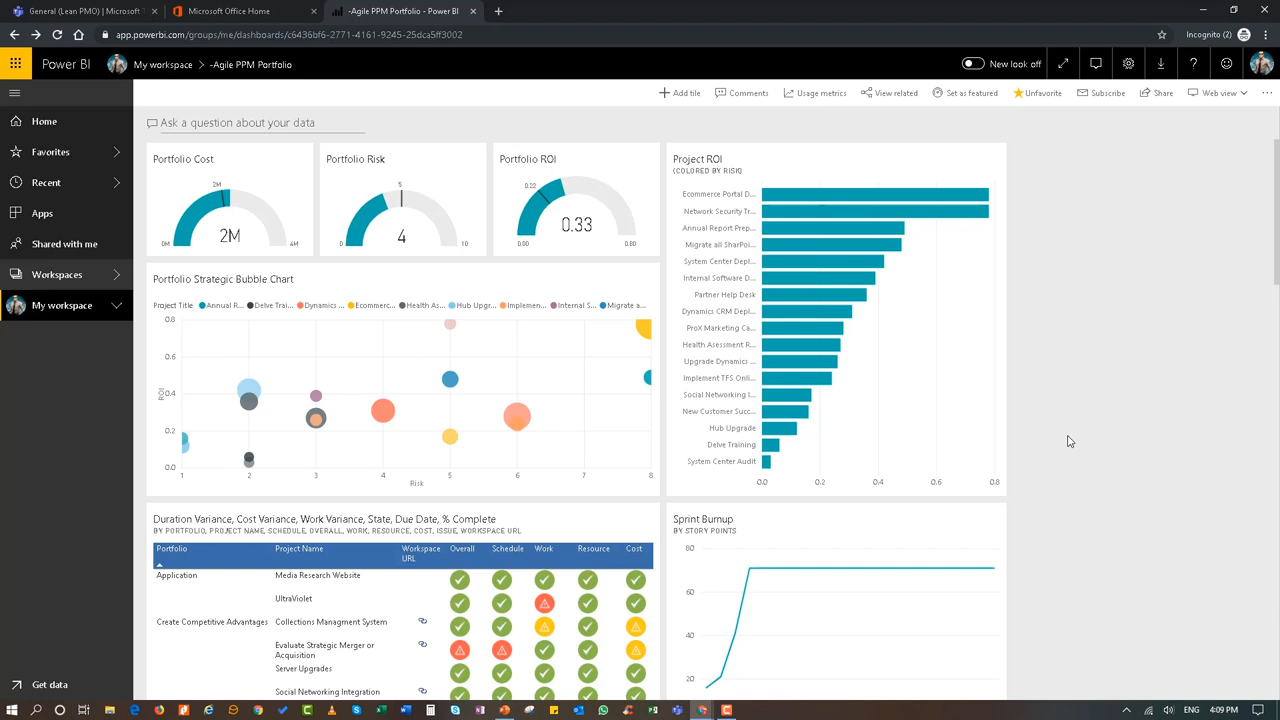 General (Lean PMO) | Microsoft T
Microsoft Office Home
-Agile PPM Portfolio - Power BI
app.powerbi.com/groups/me/dashboards/c6436bf6-2771-4161-9245-25dca5ff3002
Incognito (2)
Power BI
My workspace > -Agile PPM Portfolio
New look off
Add tile
Comments
Usage metrics
View related
Set as featured
Unfavorite
Subscribe
Share
Web view
Home
Favorites
Recent
Apps
Shared with me
Workspaces
My workspace
Get data
Ask a question about your data
Portfolio Cost
2M
2M
0M
4M
Portfolio Risk
5
4
0
10
Portfolio ROI
0.22
0.33
0.00
0.80
Project ROI
(COLORED BY RISK)
Ecommerce Portal D...
Network Security Tr...
Annual Report Prep...
Migrate all SharPoi...
System Center Depl...
Internal Software D...
Partner Help Desk
Dynamics CRM Depl...
ProX Marketing Ca...
Health Asessment R...
Upgrade Dynamics ...
Implement TFS Onli...
Social Networking I...
New Customer Succ...
Hub Upgrade
Delve Training
System Center Audit
0.0 0.2 0.4 0.6 0.8
Portfolio Strategic Bubble Chart
Project Title Annual R... Delve Trai... Dynamics ... Ecommerc... Health As... Hub Upgr... Implemen... Internal S... Migrate a...
0.8
0.6
0.4
0.2
0.0
ROI
1 2 3 4 5 6 7 8
Risk
Duration Variance, Cost Variance, Work Variance, State, Due Date, % Complete
BY PORTFOLIO, PROJECT NAME, SCHEDULE, OVERALL, WORK, RESOURCE, COST, ISSUE, WORKSPACE URL
Portfolio Project Name Workspace URL Overall Schedule Work Resource Cost
Application Media Research Website
UltraViolet
Create Competitive Advantages Collections Managment System
Evaluate Strategic Merger or
Acquisition
Server Upgrades
Social Networking Integration
Sprint Burnup
BY STORY POINTS
80
60
40
20
ENG
4:09 PM